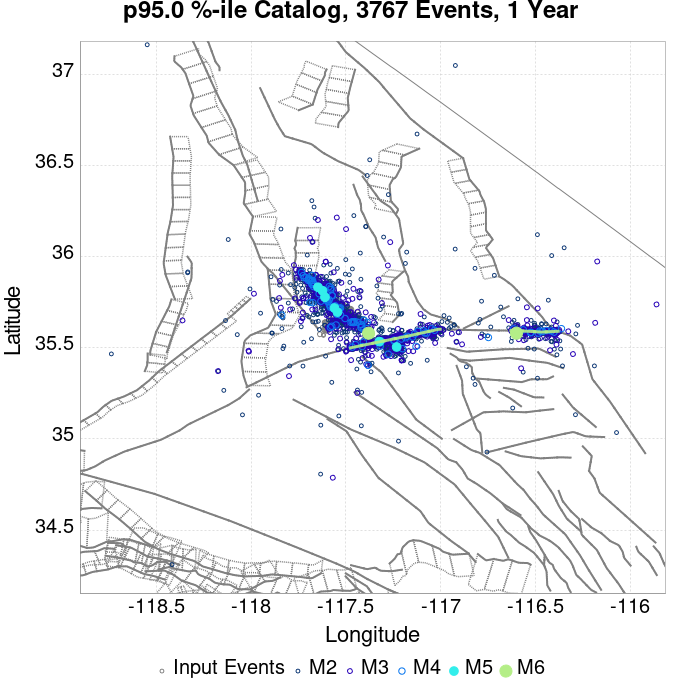 p95.0 %-ile Catalog, 3767 Events, 1 Year
37
36.5
36
35.5
35
34.5
Latitude
-118.5 -118 -117.5 -117 -116.5 -116
Longitude
Input Events M2 M3 M4 M5 M6